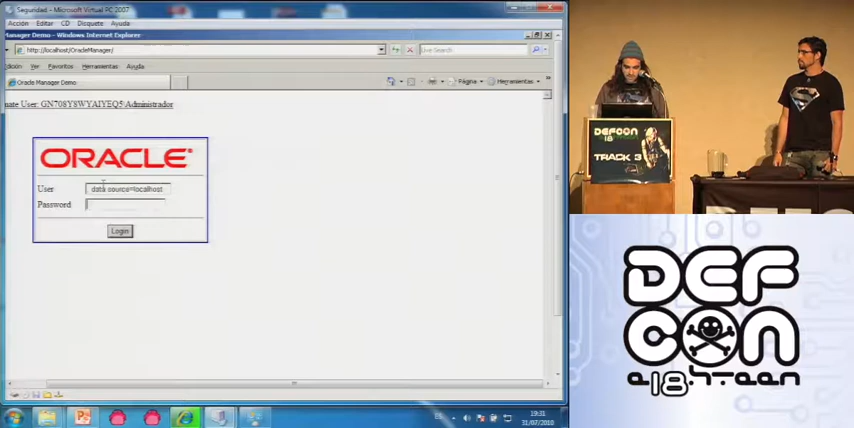 Seguridad - Microsoft Virtual PC 2007
Acción Editar CD Disquete Ayuda
Manager Demo - Windows Internet Explorer
http://localhost/OracleManager/
Live Search
Edición Ver Favoritos Herramientas Ayuda
Oracle Manager Demo
Página Herramientas
nate User: GN708Y8WYAIYEQ5\Administrador
ORACLE
User
data source=localhost
Password
Login
ES
19:31
31/07/2010
DEFCON
18
TRACK 3
DEF
CON
e18hteen